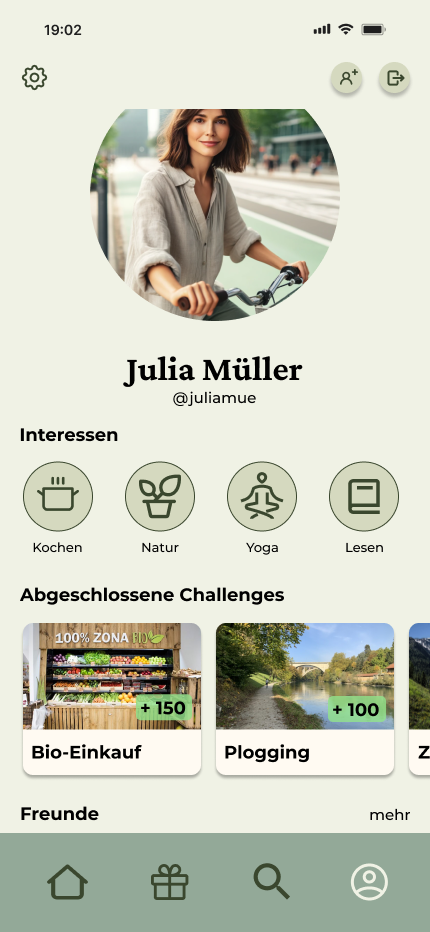 19:02
Julia Müller
@juliamue
Interessen
Kochen Natur Yoga Lesen
Abgeschlossene Challenges
100% ZONA BIO
+ 150 + 100
Bio-Einkauf Plogging Z
Freunde mehr